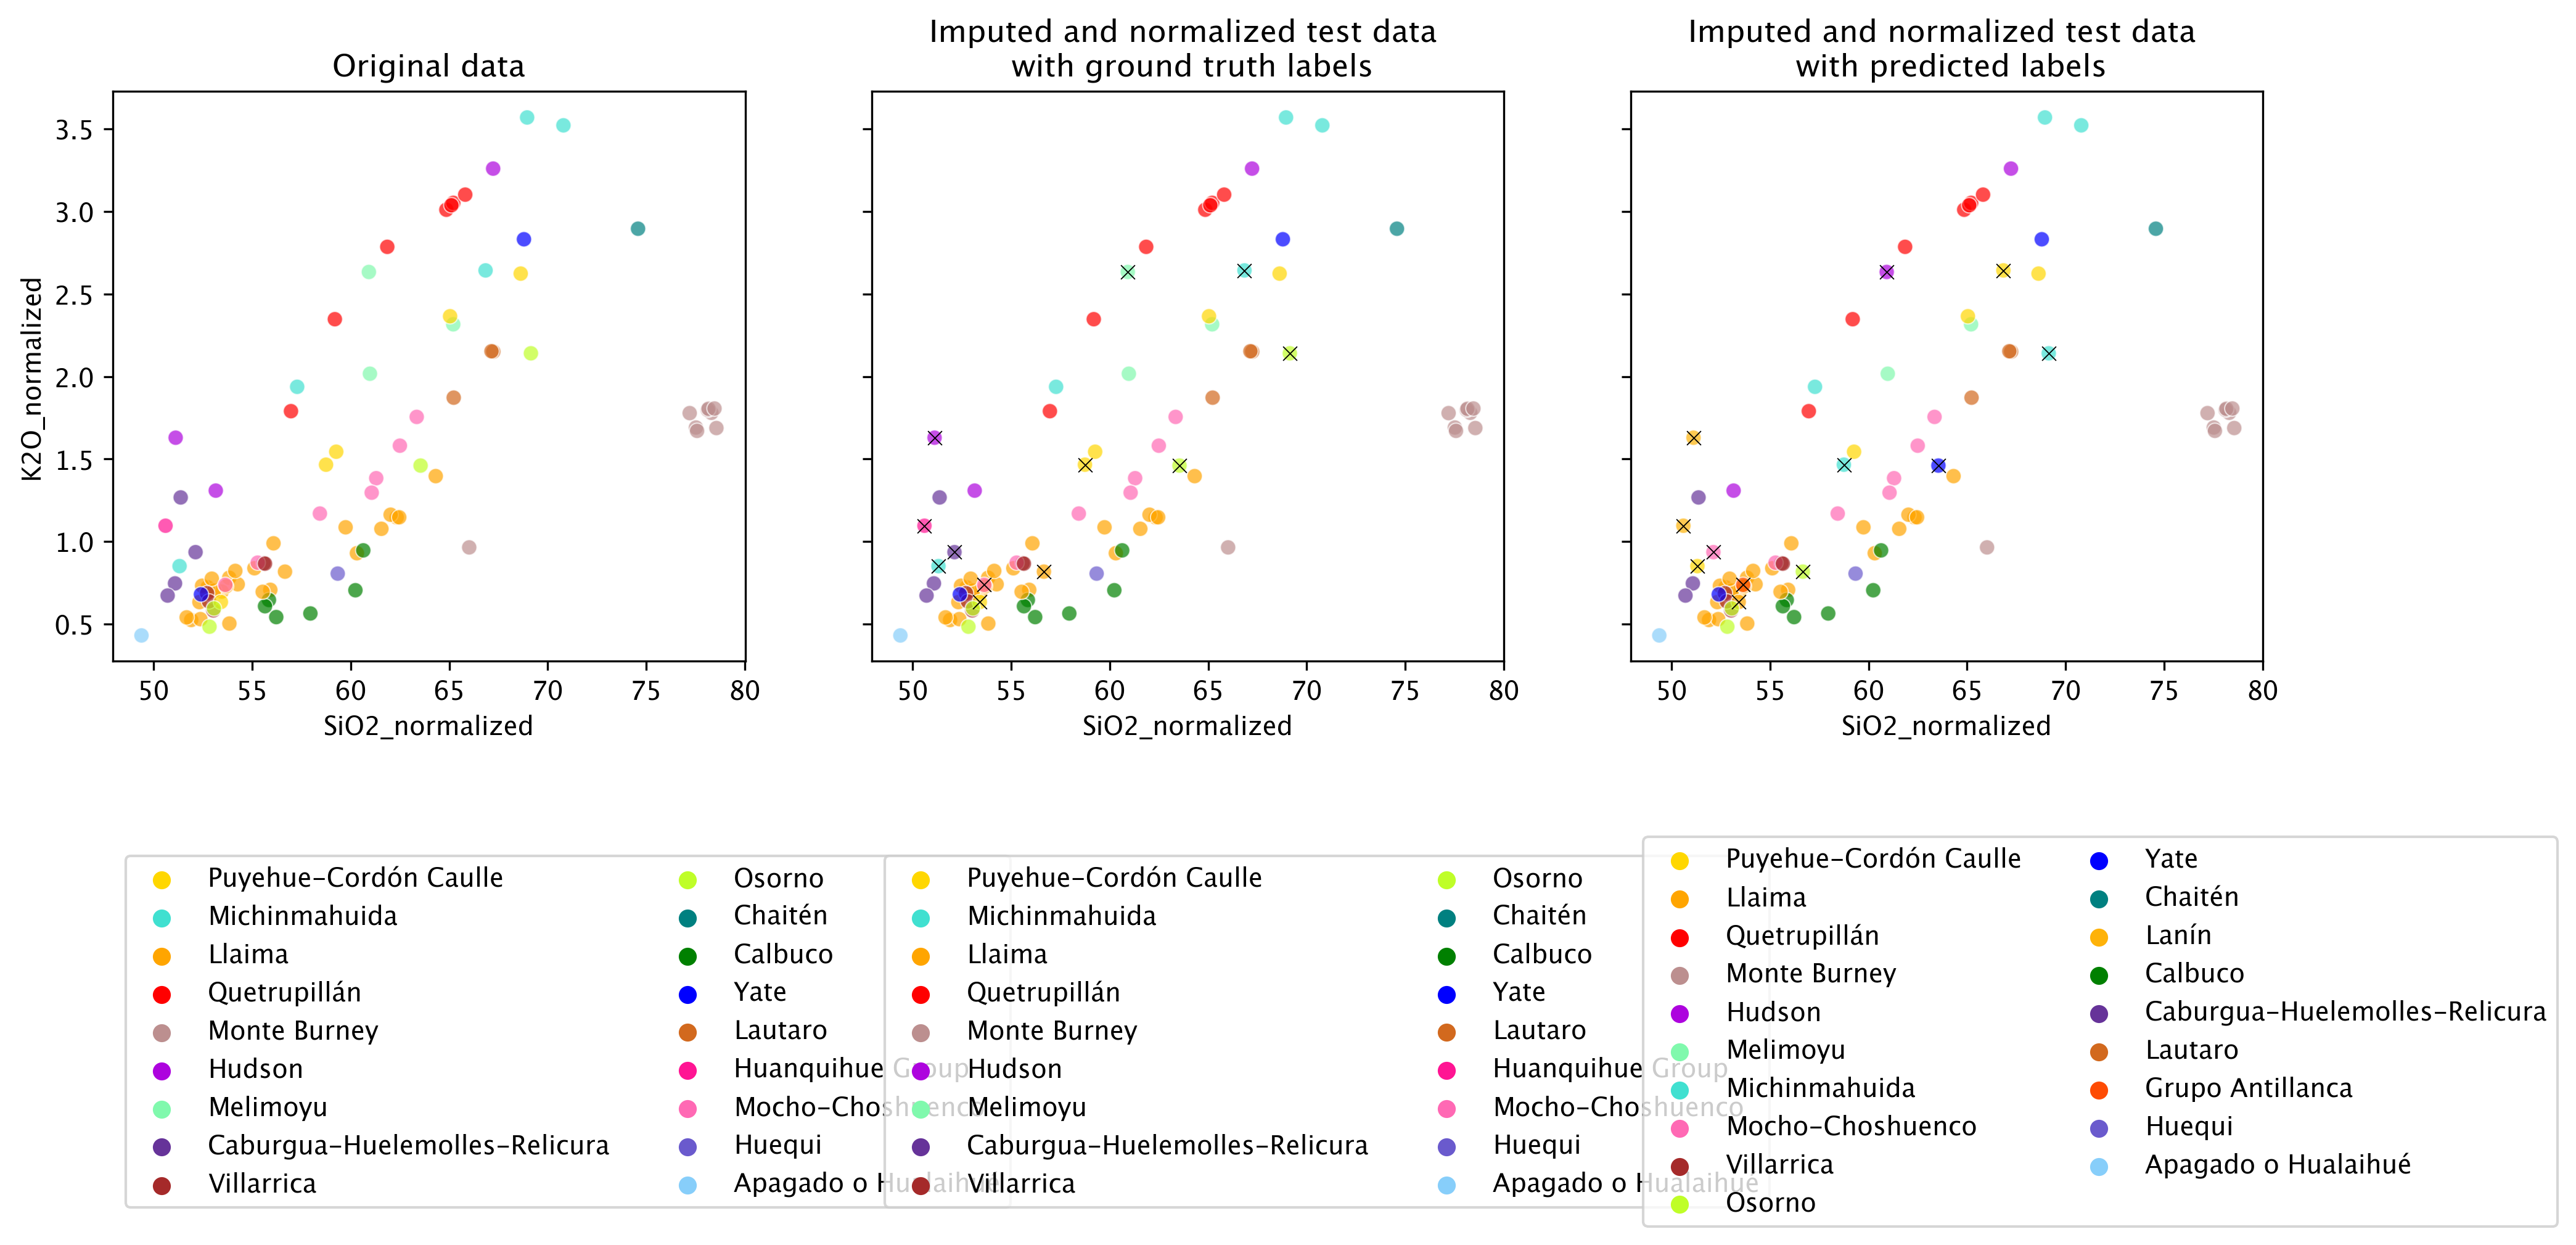 Original data
Imputed and normalized test data
with ground truth labels
Imputed and normalized test data
with predicted labels
K2O_normalized
3.5
3.0
2.5
2.0
1.5
1.0
0.5
50 55 60 65 70 75 80
50 55 60 65 70 75 80
50 55 60 65 70 75 80
SiO2_normalized
SiO2_normalized
SiO2_normalized
Puyehue-Cordón Caulle
Michinmahuida
Llaima
Quetrupillán
Monte Burney
Hudson
Melimoyu
Caburgua-Huelemolles-Relicura
Villarrica
Osorno
Chaitén
Calbuco
Yate
Lautaro
Huanquihue Group
Mocho-Choshuenco
Huequi
Apagado o Hualaihue
Puyehue-Cordón Caulle
Michinmahuida
Llaima
Quetrupillán
Monte Burney
Hudson
Melimoyu
Caburgua-Huelemolles-Relicura
Villarrica
Osorno
Chaitén
Calbuco
Yate
Lautaro
Huanquihue Group
Mocho-Choshuenco
Huequi
Apagado o Hualaihue
Puyehue-Cordón Caulle
Llaima
Quetrupillán
Monte Burney
Hudson
Melimoyu
Michinmahuida
Mocho-Choshuenco
Villarrica
Osorno
Yate
Chaitén
Lanín
Calbuco
Caburgua-Huelemolles-Relicura
Lautaro
Grupo Antillanca
Huequi
Apagado o Hualaihué